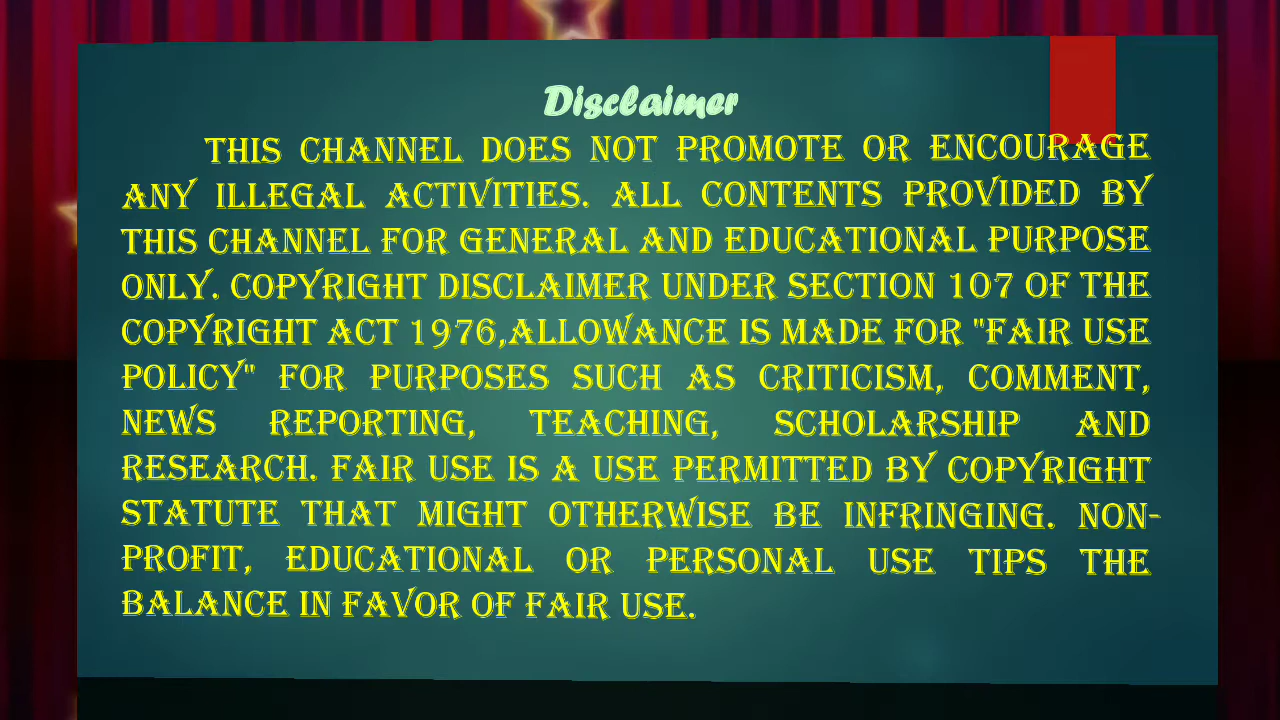 Disclaimer
THIS CHANNEL DOES NOT PROMOTE OR ENCOURAGE
ANY ILLEGAL ACTIVITIES. ALL CONTENTS PROVIDED BY
THIS CHANNEL FOR GENERAL AND EDUCATIONAL PURPOSE
ONLY. COPYRIGHT DISCLAIMER UNDER SECTION 107 OF THE
COPYRIGHT ACT 1976,ALLOWANCE IS MADE FOR "FAIR USE
POLICY" FOR PURPOSES SUCH AS CRITICISM, COMMENT,
NEWS REPORTING, TEACHING, SCHOLARSHIP AND
RESEARCH. FAIR USE IS A USE PERMITTED BY COPYRIGHT
STATUTE THAT MIGHT OTHERWISE BE INFRINGING. NON-
PROFIT, EDUCATIONAL OR PERSONAL USE TIPS THE
BALANCE IN FAVOR OF FAIR USE.